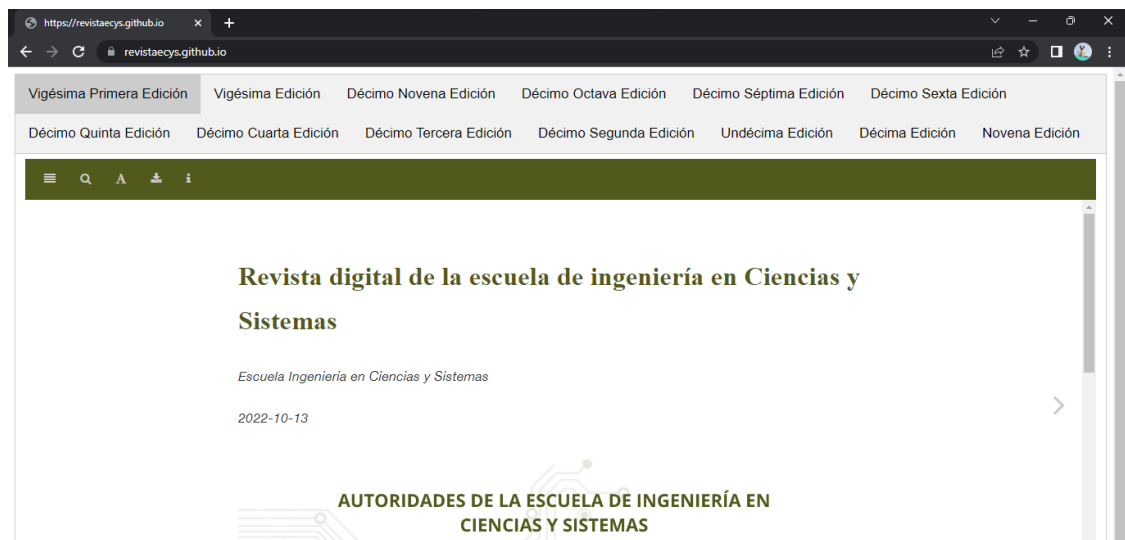 https://revistaecys.github.io
revistaecys.github.io
Vigésima Primera Edición Vigésima Edición Décimo Novena Edición Décimo Octava Edición Décimo Séptima Edición Décimo Sexta Edición
Décimo Quinta Edición Décimo Cuarta Edición Décimo Tercera Edición Décimo Segunda Edición Undécima Edición Décima Edición Novena Edición
A i
Revista digital de la escuela de ingeniería en Ciencias y
Sistemas
Escuela Ingenieria en Ciencias y Sistemas
2022-10-13
AUTORIDADES DE LA ESCUELA DE INGENIERÍA EN
CIENCIAS Y SISTEMAS